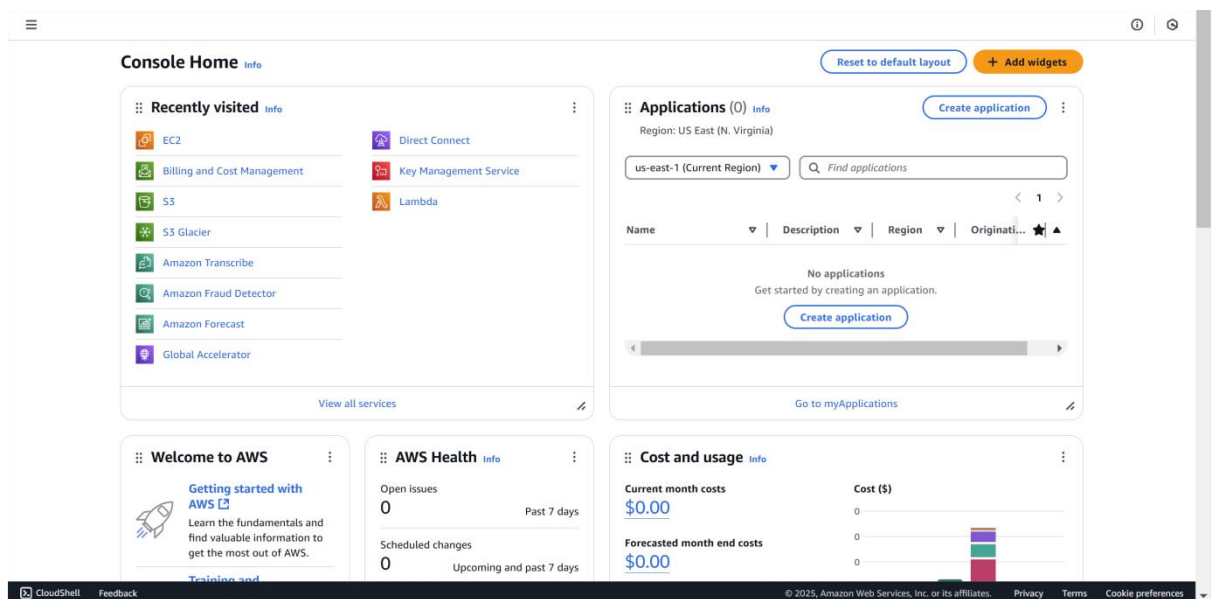 Console Home Info
Reset to default layout
+ Add widgets
Recently visited Info
EC2
Billing and Cost Management
S3
S3 Glacier
Amazon Transcribe
Amazon Fraud Detector
Amazon Forecast
Global Accelerator
Direct Connect
Key Management Service
Lambda
View all services
Applications (0) Info
Create application
Region: US East (N. Virginia)
us-east-1 (Current Region)
Find applications
1
Name Description Region Originati...
No applications
Get started by creating an application.
Create application
Go to myApplications
Welcome to AWS
Getting started with
AWS
Learn the fundamentals and
find valuable information to
get the most out of AWS.
Training and
AWS Health Info
Open issues
0 Past 7 days
Scheduled changes
0 Upcoming and past 7 days
Cost and usage Info
Current month costs
$0.00
Forecasted month end costs
$0.00
Cost ($)
0
0
0
CloudShell Feedback © 2025, Amazon Web Services, Inc. or its affiliates. Privacy Terms Cookie preferences